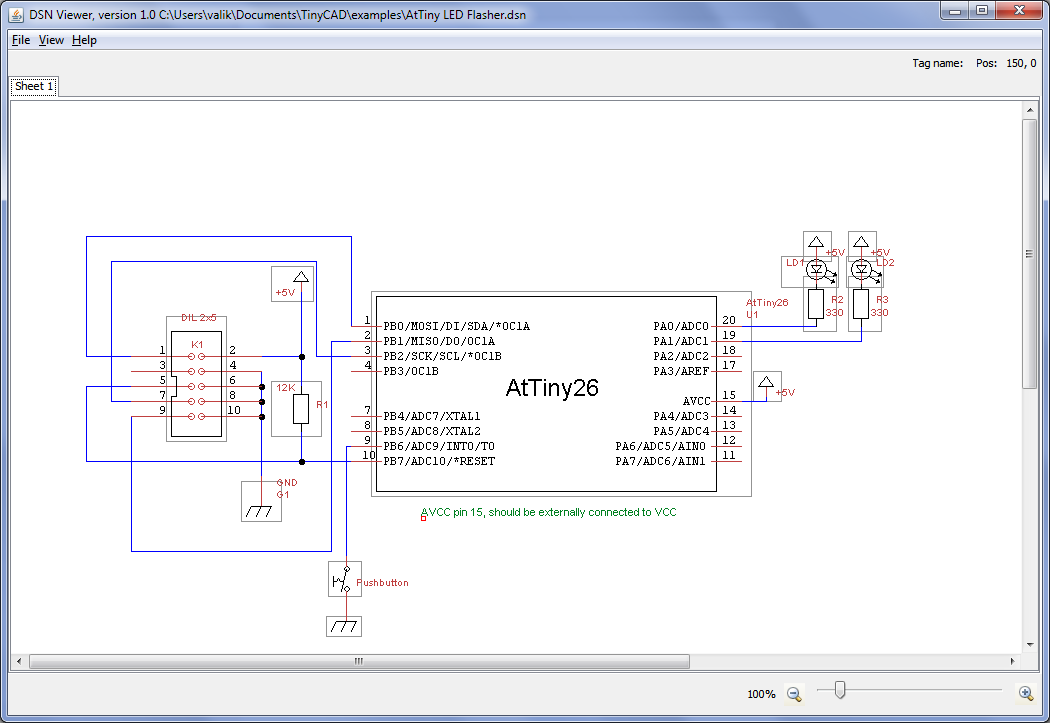 DSN Viewer, version 1.0 C:\Users\valik\Documents\TinyCAD\examples\AtTiny LED Flasher.dsn
File View Help
Tag name: Pos: 150, 0
Sheet 1
+5V +5V
LD1 LD2
+5V
R2 R3
330 330
AtTiny26
U1
DIL 2x5
K1
1 2
3 4
5 6
7 8
9 10
12K
R1
GND
G1
1 PB0/MOSI/DI/SDA/*OC1A
2 PB1/MISO/DO/OC1A
3 PB2/SCK/SCL/*OC1B
4 PB3/OC1B
7 PB4/ADC7/XTAL1
8 PB5/ADC8/XTAL2
9 PB6/ADC9/INT0/T0
10 PB7/ADC10/*RESET
AtTiny26
PA0/ADC0 20
PA1/ADC1 19
PA2/ADC2 18
PA3/AREF 17
AVCC 15
PA4/ADC3 14
PA5/ADC4 13
PA6/ADC5/AIN0 12
PA7/ADC6/AIN1 11
+5V
AVCC pin 15, should be externally connected to VCC
Pushbutton
100%